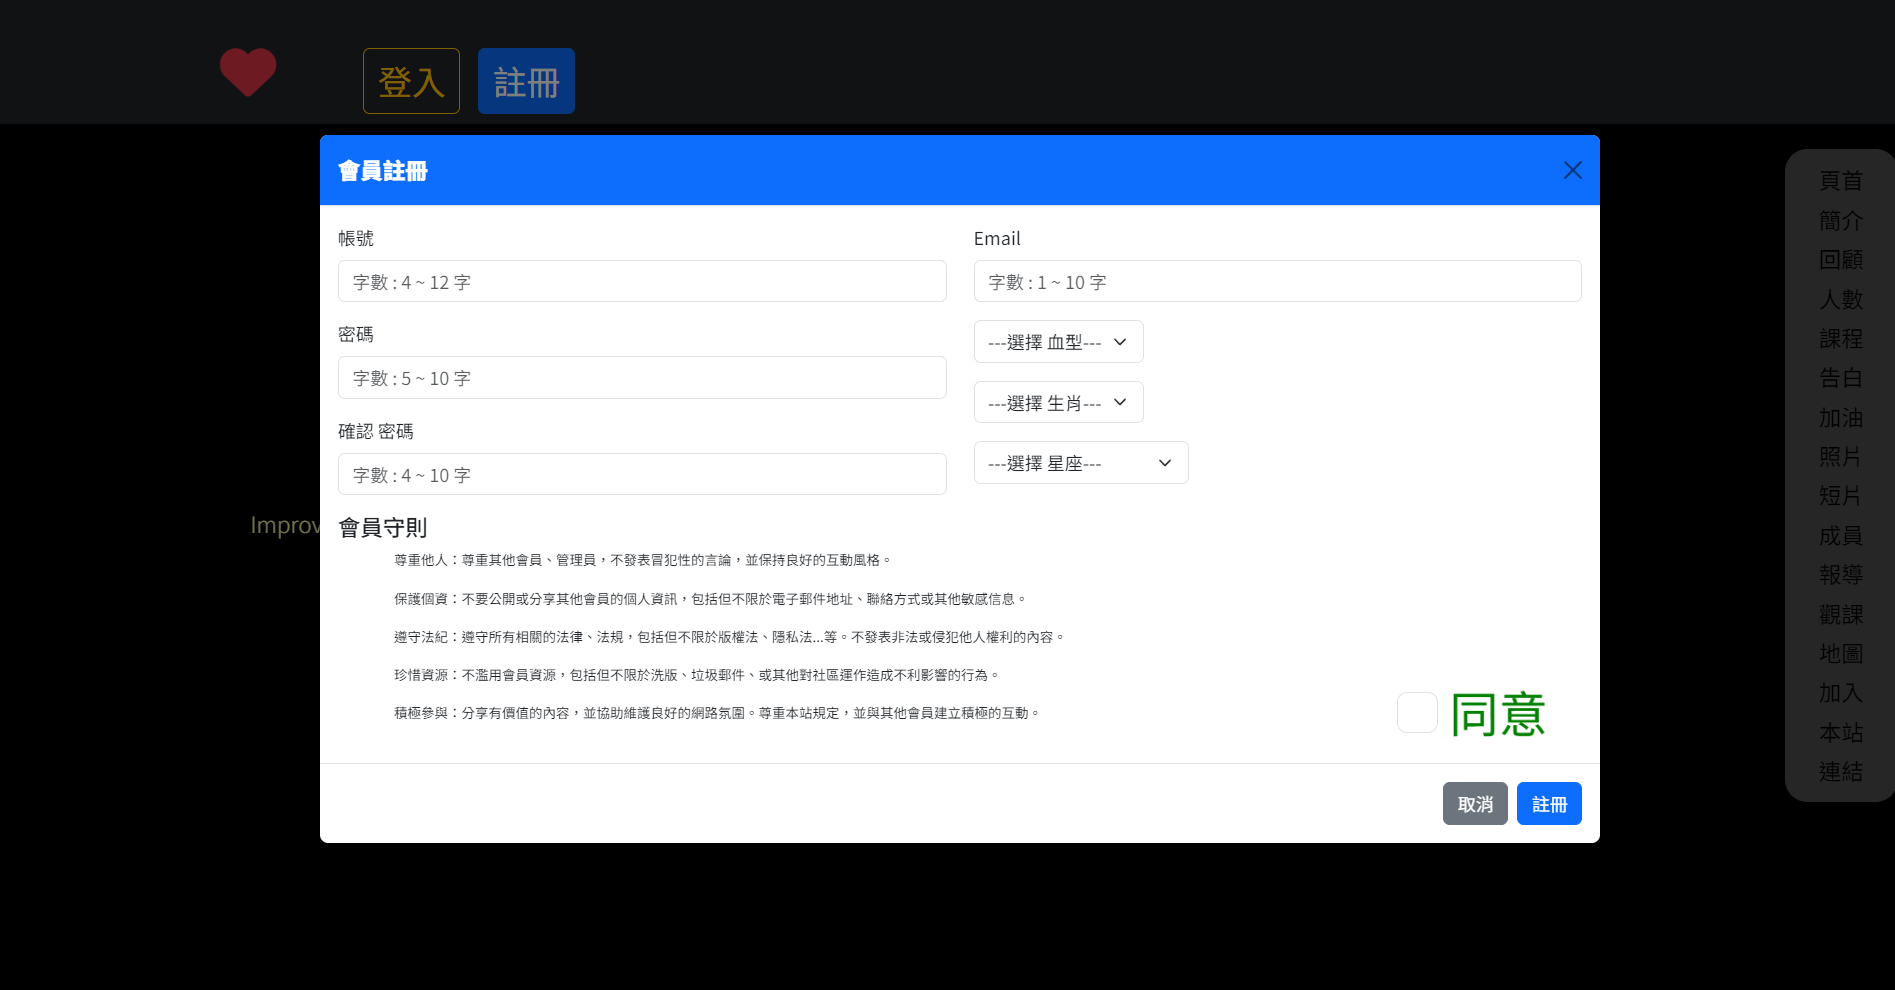 登入 註冊
會員註冊
帳號
字數 : 4 ~ 12 字
密碼
字數 : 5 ~ 10 字
確認 密碼
字數 : 4 ~ 10 字
Email
字數 : 1 ~ 10 字
---選擇 血型---
---選擇 生肖---
---選擇 星座---
會員守則
尊重他人：尊重其他會員、管理員，不發表冒犯性的言論，並保持良好的互動風格。
保護個資：不要公開或分享其他會員的個人資訊，包括但不限於電子郵件地址、聯絡方式或其他敏感信息。
遵守法紀：遵守所有相關的法律、法規，包括但不限於版權法、隱私法...等。不發表非法或侵犯他人權利的內容。
珍惜資源：不濫用會員資源，包括但不限於洗版、垃圾郵件、或其他對社區運作造成不利影響的行為。
積極參與：分享有價值的內容，並協助維護良好的網路氛圍。尊重本站規定，並與其他會員建立積極的互動。
同意
取消 註冊
Improv
頁首
簡介
回顧
人數
課程
告白
加油
照片
短片
成員
報導
觀課
地圖
加入
本站
連結